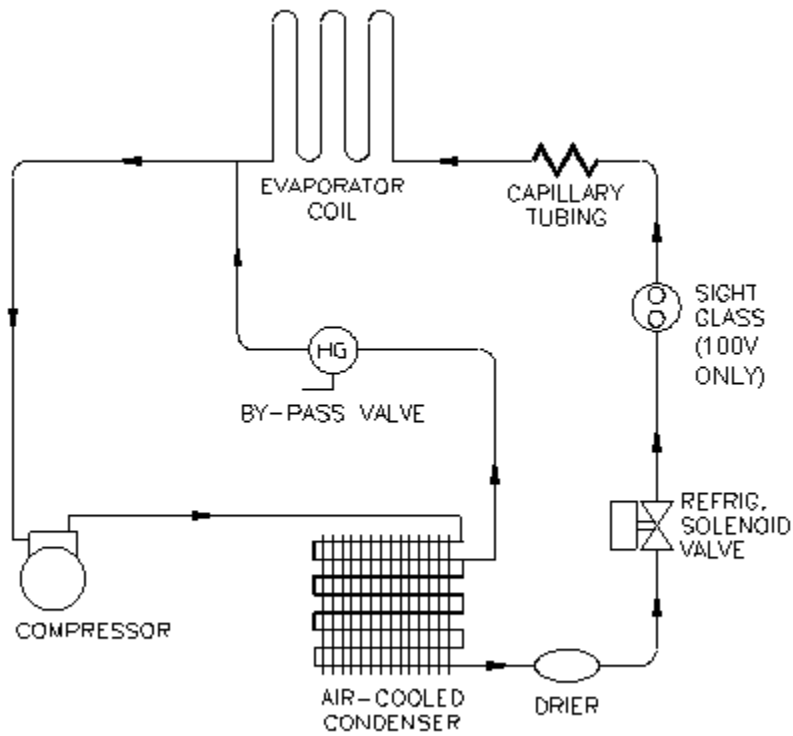 EVAPORATOR
COIL
CAPILLARY
TUBING
SIGHT
GLASS
(100V
ONLY)
HG
BY-PASS VALVE
REFRIG.
SOLENOID
VALVE
COMPRESSOR
AIR-COOLED
CONDENSER
DRIER